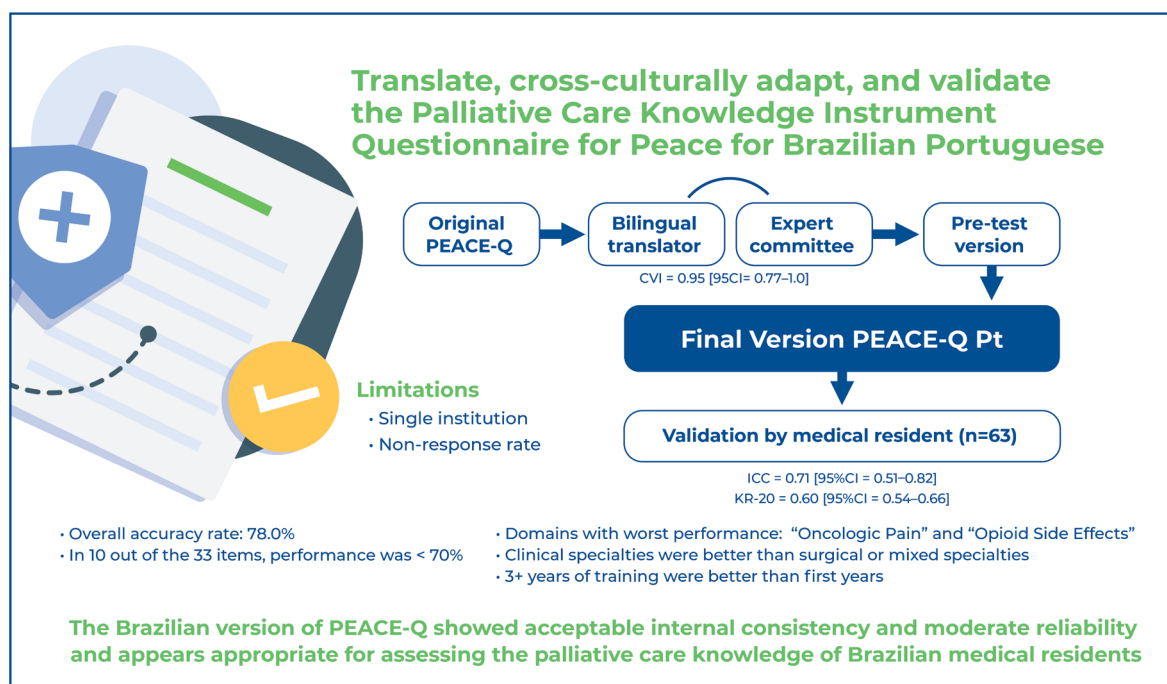 Translate, cross-culturally adapt, and validate
the Palliative Care Knowledge Instrument
Questionnaire for Peace for Brazilian Portuguese
Original
PEACE-Q
Bilingual
translator
Expert
committee
Pre-test
version
CVI = 0.95 [95CI= 0.77–1.0]
Final Version PEACE-Q Pt
Limitations
• Single institution
• Non-response rate
Validation by medical resident (n=63)
ICC = 0.71 [95%CI = 0.51–0.82]
KR-20 = 0.60 [95%CI = 0.54–0.66]
• Overall accuracy rate: 78.0%
• In 10 out of the 33 items, performance was < 70%
• Domains with worst performance: “Oncologic Pain” and “Opioid Side Effects”
• Clinical specialties were better than surgical or mixed specialties
• 3+ years of training were better than first years
The Brazilian version of PEACE-Q showed acceptable internal consistency and moderate reliability
and appears appropriate for assessing the palliative care knowledge of Brazilian medical residents